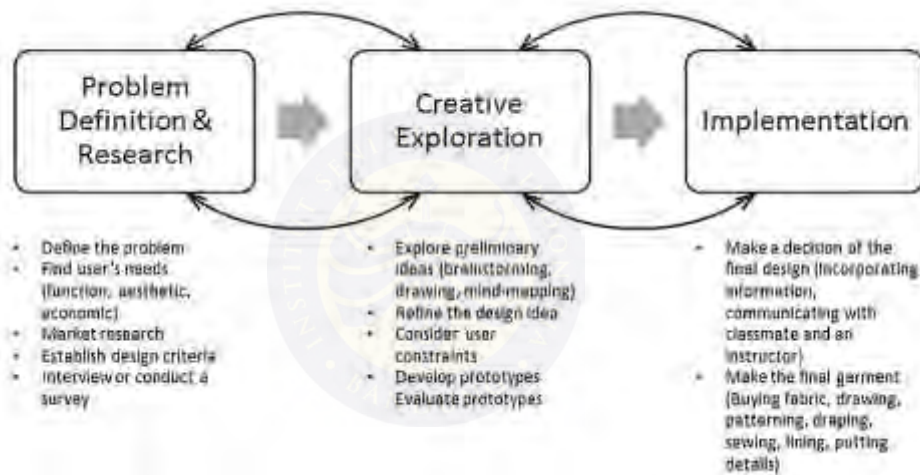 Problem
Definition &
Research
Creative
Exploration
Implementation
• Define the problem
• Find user's needs
(function, aesthetic,
economic)
• Market research
• Establish design criteria
• Interview or conduct a
survey
• Explore preliminary
ideas (brainstorming,
drawing, mind-mapping)
• Refine the design idea
• Consider user
constraints
• Develop prototypes
Evaluate prototypes
• Make a decision of the
final design (Incorporating
information,
communicating with
classmate and an
instructor)
• Make the final garment
(Buying fabric, drawing,
patterning, draping,
sewing, lining, putting
details)